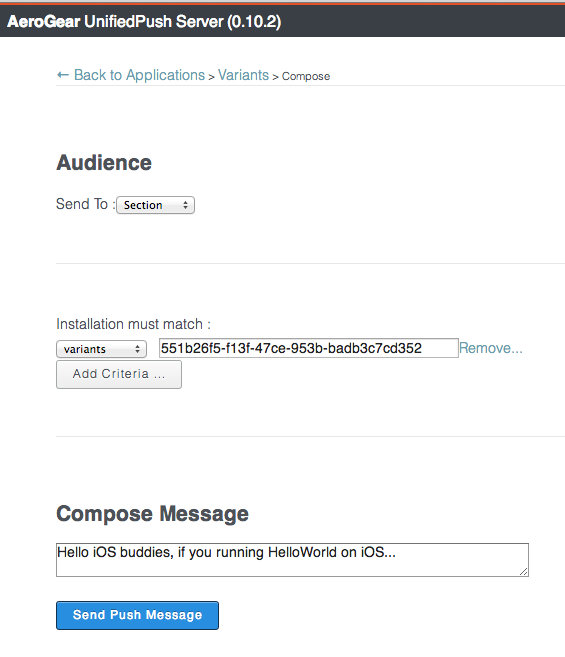 AeroGear UnifiedPush Server (0.10.2)
← Back to Applications > Variants > Compose
Audience
Send To : Section
Installation must match :
variants 551b26f5-f13f-47ce-953b-badb3c7cd352 Remove...
Add Criteria ...
Compose Message
Hello iOS buddies, if you running HelloWorld on iOS...
Send Push Message